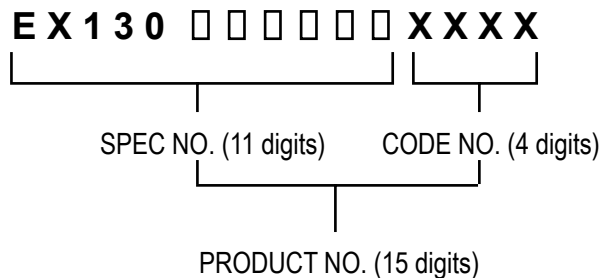 EX130 □□□□□□ XXXX
SPEC NO. (11 digits) CODE NO. (4 digits)
PRODUCT NO. (15 digits)